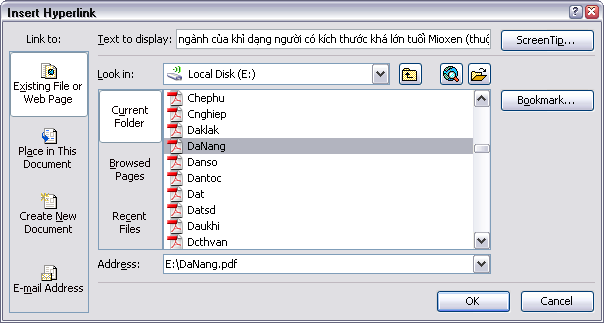 Insert Hyperlink
Link to:
Text to display: ngành của khỉ dạng người có kích thước khá lớn tuổi Mioxen (thuộ
ScreenTip...
Existing File or
Web Page
Look in: Local Disk (E:)
Bookmark...
Current
Folder
Chephu
Cnghiep
Daklak
DaNang
Danso
Dantoc
Dat
Datsd
Daukhi
Dcthvan
Place in This
Document
Browsed
Pages
Create New
Document
Recent
Files
E-mail Address
Address: E:\DaNang.pdf
OK
Cancel